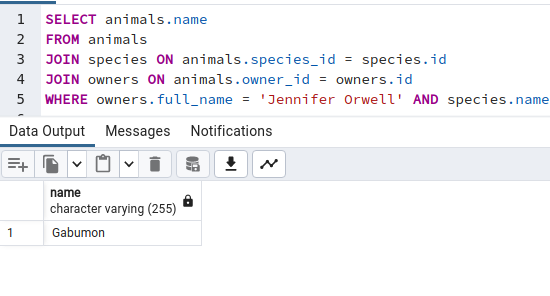 1 SELECT animals.name
2 FROM animals
3 JOIN species ON animals.species_id = species.id
4 JOIN owners ON animals.owner_id = owners.id
5 WHERE owners.full_name = 'Jennifer Orwell' AND species.name
Data Output Messages Notifications
name
character varying (255)
1 Gabumon